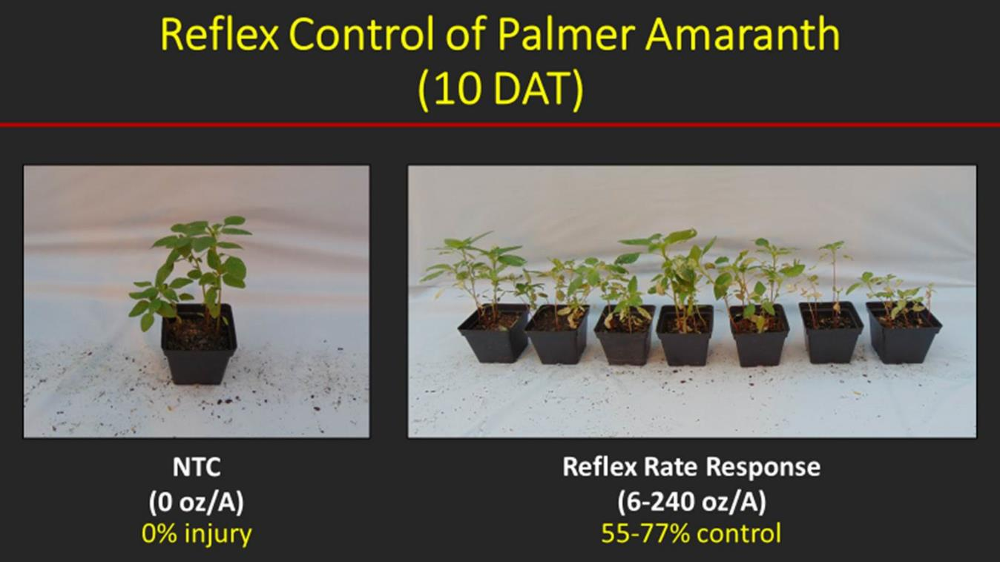 Reflex Control of Palmer Amaranth
(10 DAT)
NTC
(0 oz/A)
0% injury
Reflex Rate Response
(6-240 oz/A)
55-77% control